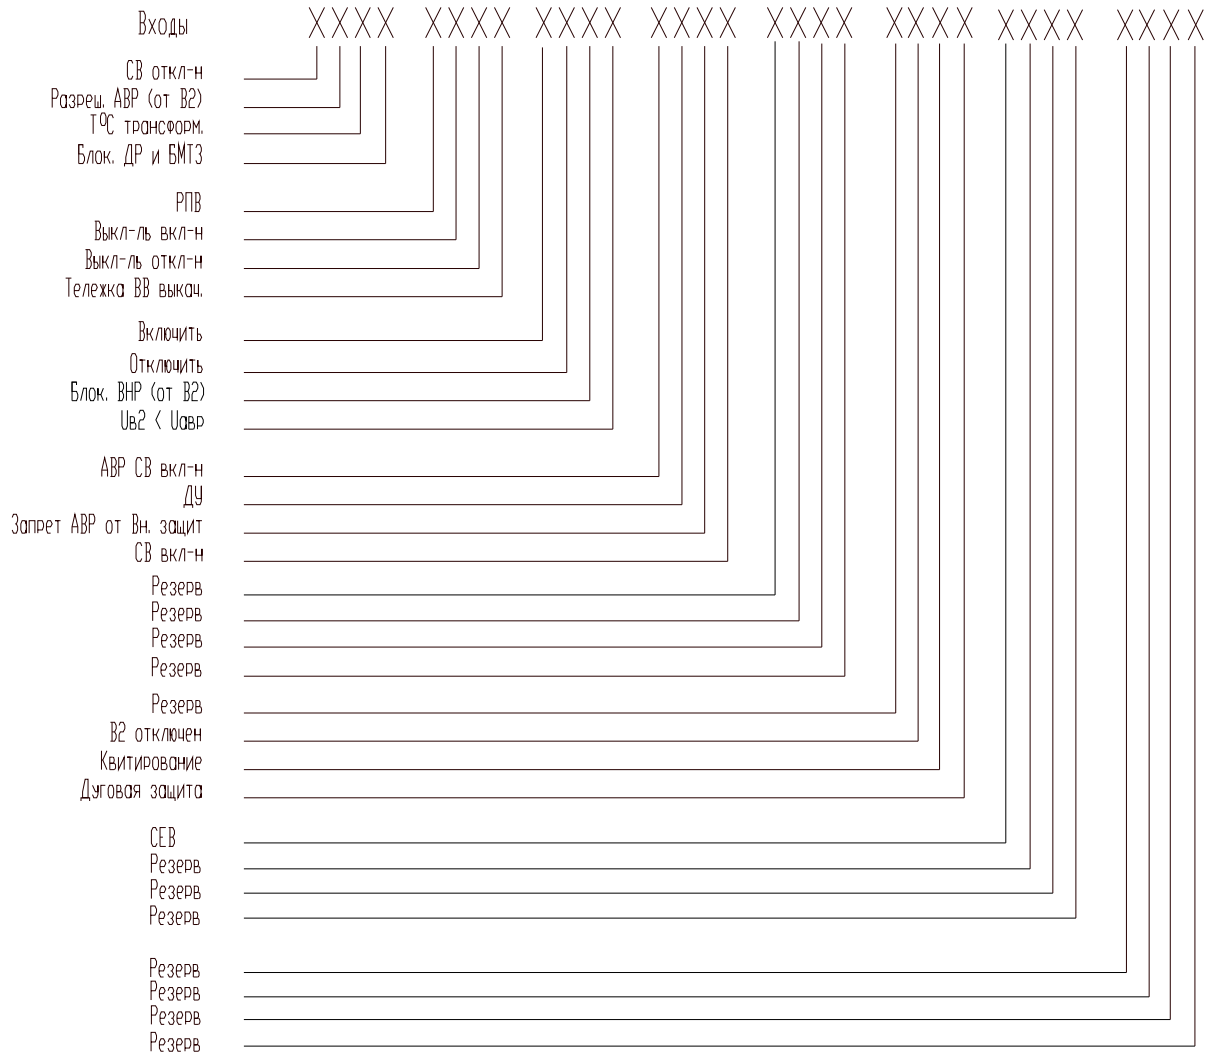 Входы XXXX XXXX XXXX XXXX XXXX XXXX XXXX XXXX
СВ откл-н
Разреш. АВР (от В2)
TºC трансформ.
Блок. ДР и БМТЗ
РПВ
Выкл-ль вкл-н
Выкл-ль откл-н
Тележка ВВ выкач.
Включить
Отключить
Блок. ВНР (от В2)
Uв2 < Uавр
АВР СВ вкл-н
ДУ
Запрет АВР от Вн. защит
СВ вкл-н
Резерв
Резерв
Резерв
Резерв
Резерв
В2 отключен
Квитирование
Дуговая защита
СЕВ
Резерв
Резерв
Резерв
Резерв
Резерв
Резерв
Резерв